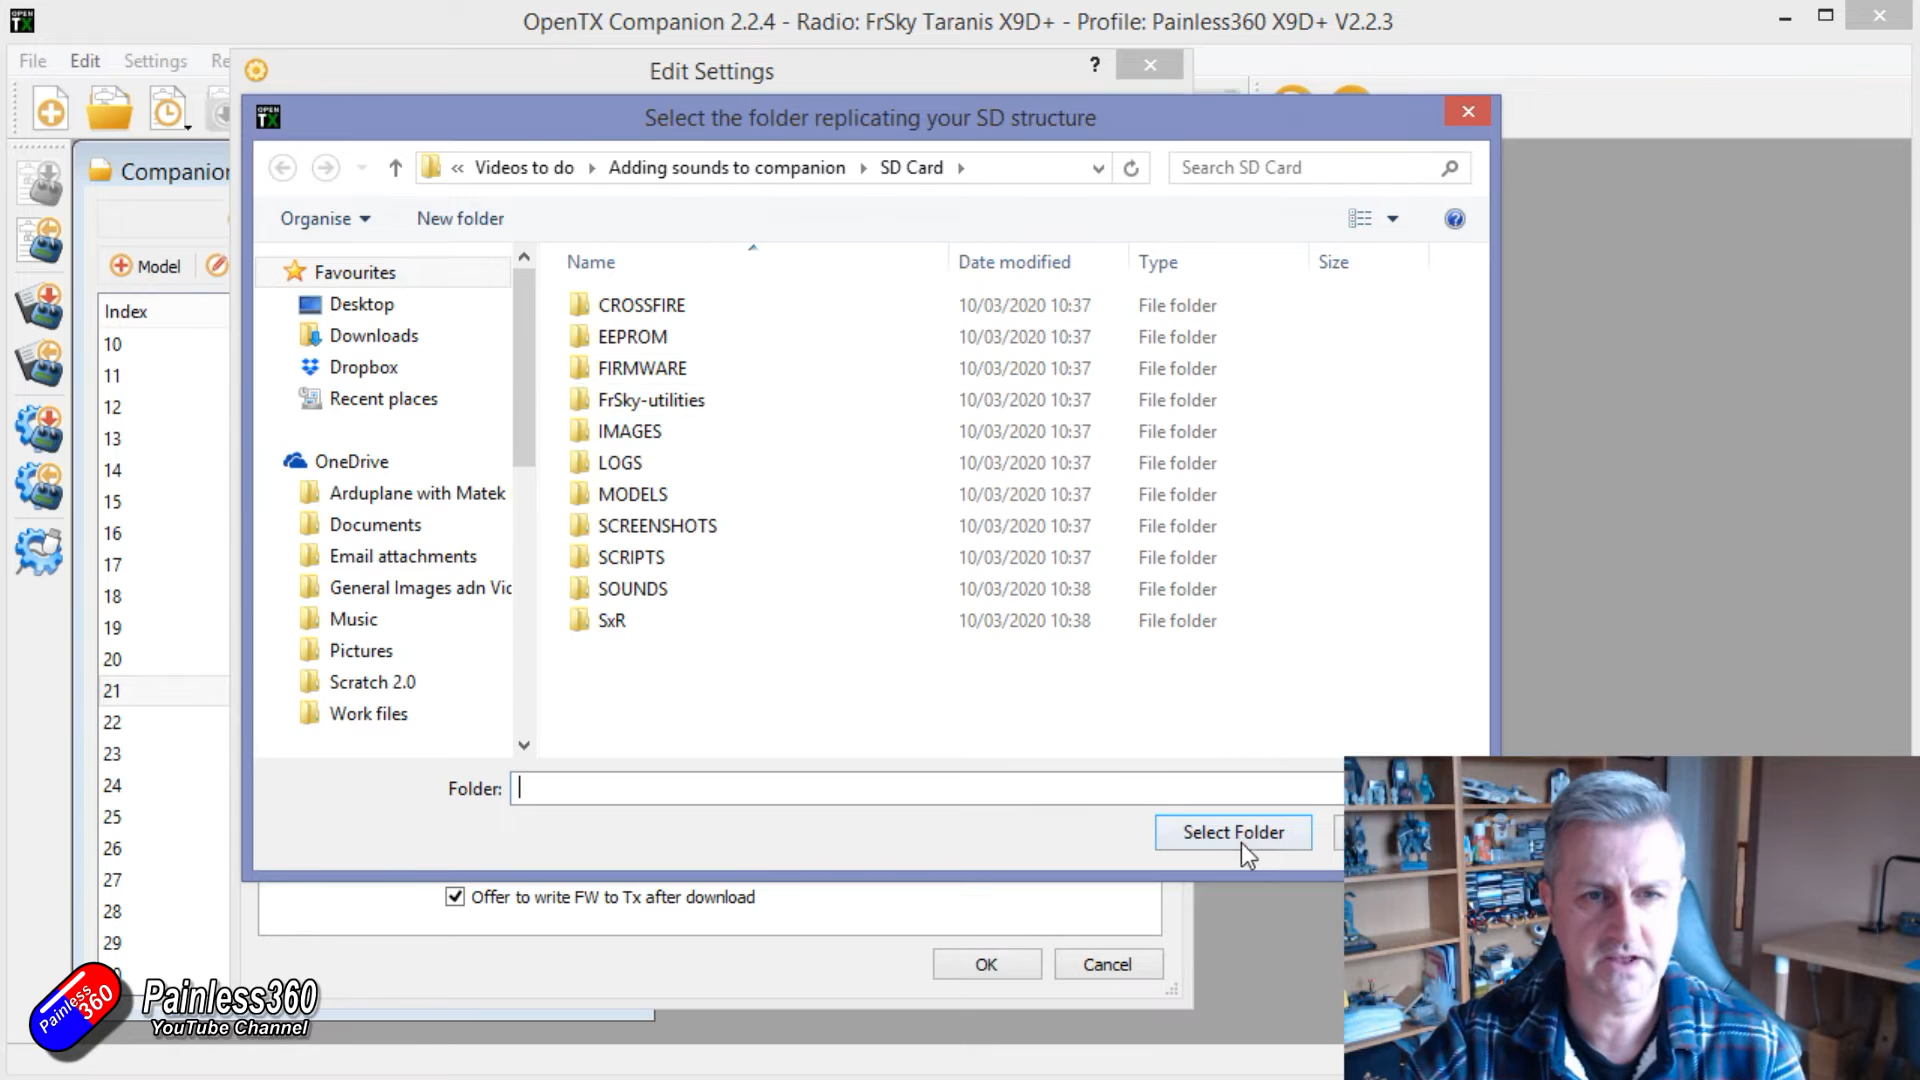 OPEN TX
OpenTX Companion 2.2.4 - Radio: FrSky Taranis X9D+ - Profile: Painless360 X9D+ V2.2.3
File Edit Settings Re
Edit Settings
?
OPEN TX
Select the folder replicating your SD structure
« Videos to do Adding sounds to companion SD Card
Search SD Card
Companion
Organise New folder
Model
Index
10
11
12
13
14
15
16
17
18
19
20
21
22
23
24
25
26
27
28
29
Favourites
Desktop
Downloads
Dropbox
Recent places
OneDrive
Arduplane with Matek
Documents
Email attachments
General Images adn Vic
Music
Pictures
Scratch 2.0
Work files
Name Date modified Type Size
CROSSFIRE 10/03/2020 10:37 File folder
EEPROM 10/03/2020 10:37 File folder
FIRMWARE 10/03/2020 10:37 File folder
FrSky-utilities 10/03/2020 10:37 File folder
IMAGES 10/03/2020 10:37 File folder
LOGS 10/03/2020 10:37 File folder
MODELS 10/03/2020 10:37 File folder
SCREENSHOTS 10/03/2020 10:37 File folder
SCRIPTS 10/03/2020 10:37 File folder
SOUNDS 10/03/2020 10:38 File folder
SxR 10/03/2020 10:38 File folder
Folder:
Select Folder
Offer to write FW to Tx after download
OK Cancel
Painless 360
Painless360
YouTube Channel